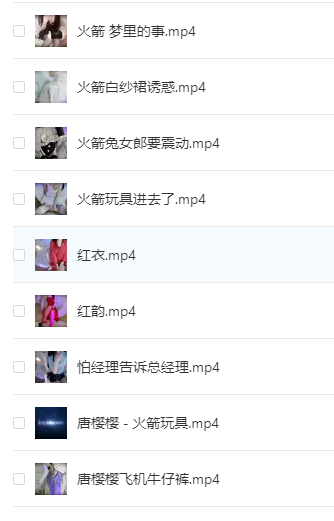 火箭 梦里的事.mp4
火箭白纱裙诱惑.mp4
火箭兔女郎要震动.mp4
火箭玩具进去了.mp4
红衣.mp4
红韵.mp4
怕经理告诉总经理.mp4
唐樱樱 - 火箭玩具.mp4
唐樱樱飞机牛仔裤.mp4